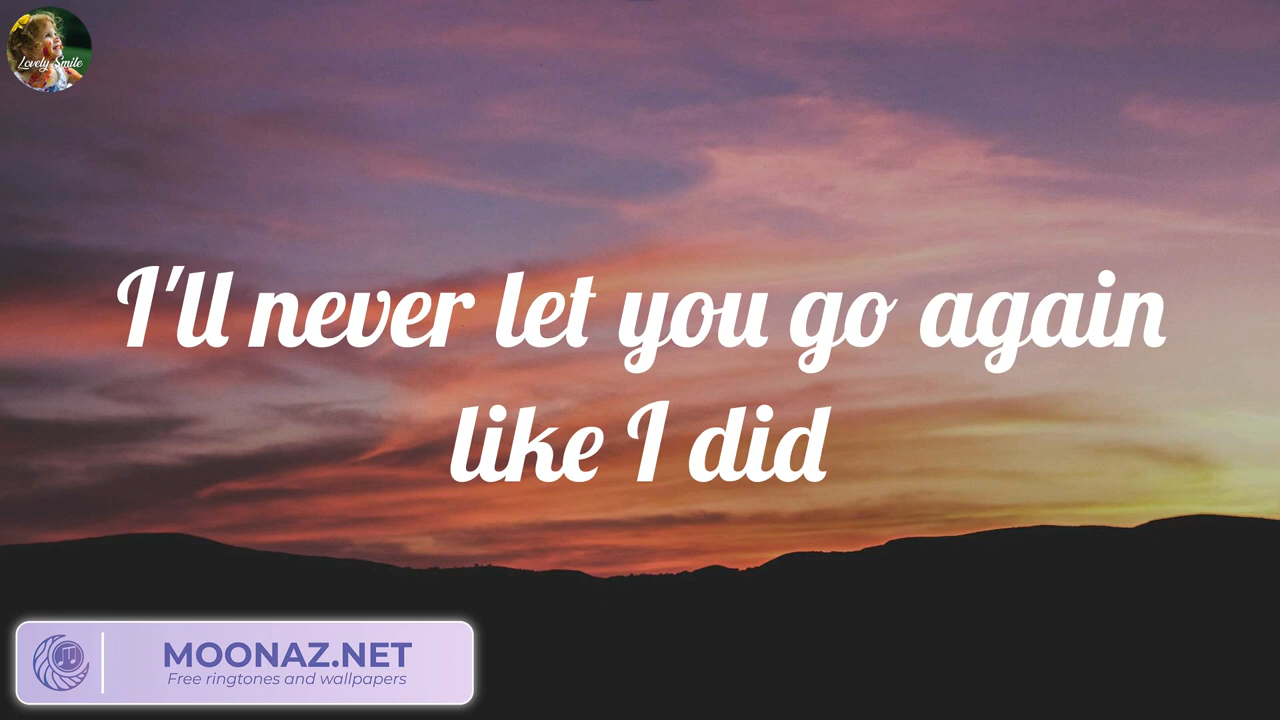 Lovely Smile
I'll never let you go again
like I did
MOONAZ.NET
Free ringtones and wallpapers